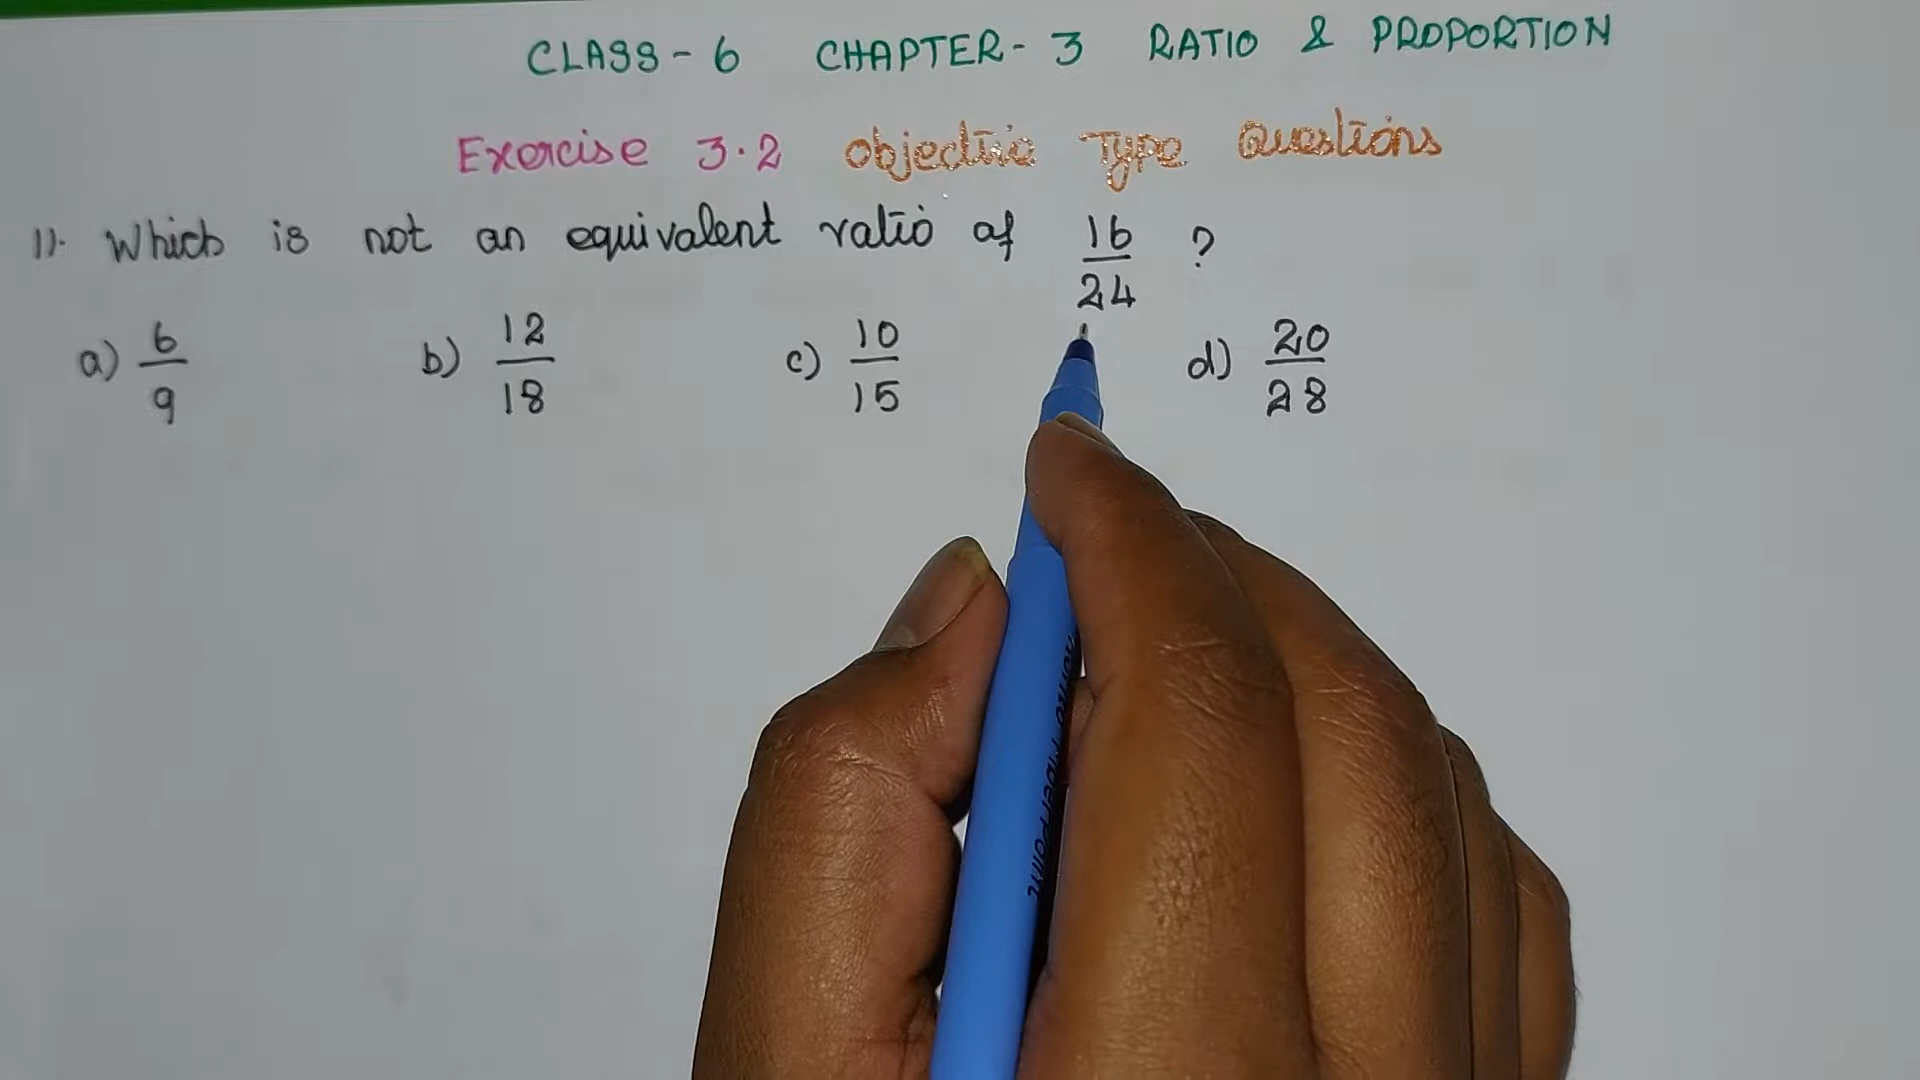 CLASS - 6 CHAPTER - 3 RATIO & PROPORTION
Exercise 3.2 Objective Type Questions
11). Which is not an equivalent ratio of 16/24 ?
a) 6/9 b) 12/18 c) 10/15 d) 20/28